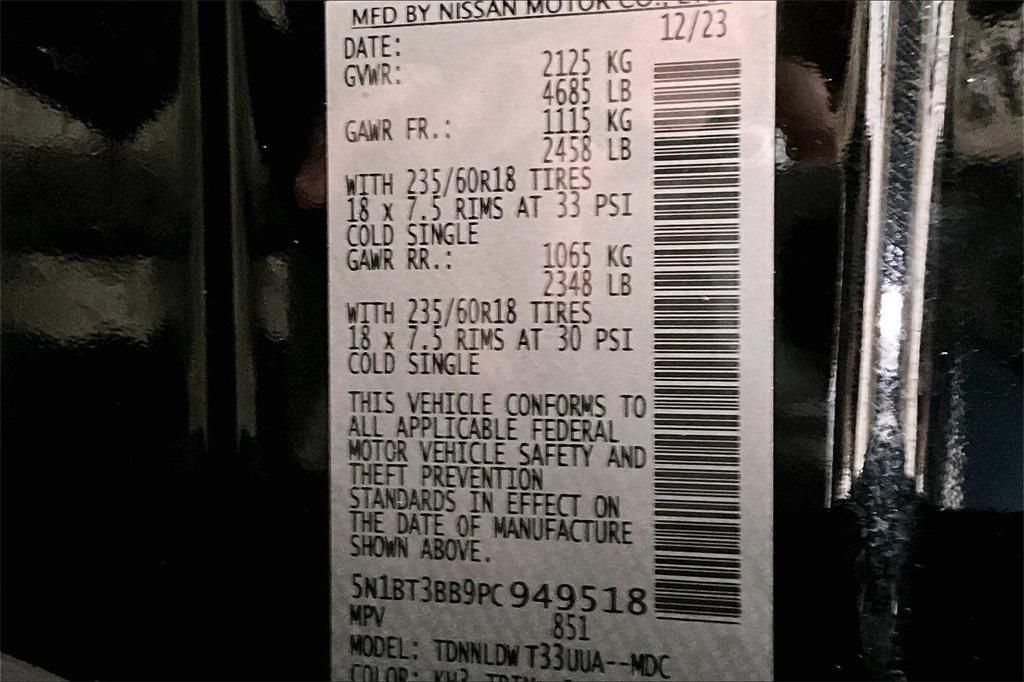 MFD BY NISSAN MOTOR CO.,
DATE: 12/23
GVWR: 2125 KG
4685 LB
GAWR FR.: 1115 KG
2458 LB
WITH 235/60R18 TIRES
18 x 7.5 RIMS AT 33 PSI
COLD SINGLE
GAWR RR.: 1065 KG
2348 LB
WITH 235/60R18 TIRES
18 x 7.5 RIMS AT 30 PSI
COLD SINGLE
THIS VEHICLE CONFORMS TO
ALL APPLICABLE FEDERAL
MOTOR VEHICLE SAFETY AND
THEFT PREVENTION
STANDARDS IN EFFECT ON
THE DATE OF MANUFACTURE
SHOWN ABOVE.
5N1BT3BB9PC949518
MPV 851
MODEL: TDNNLDW T33UUA--MDC
COLOR: KH3